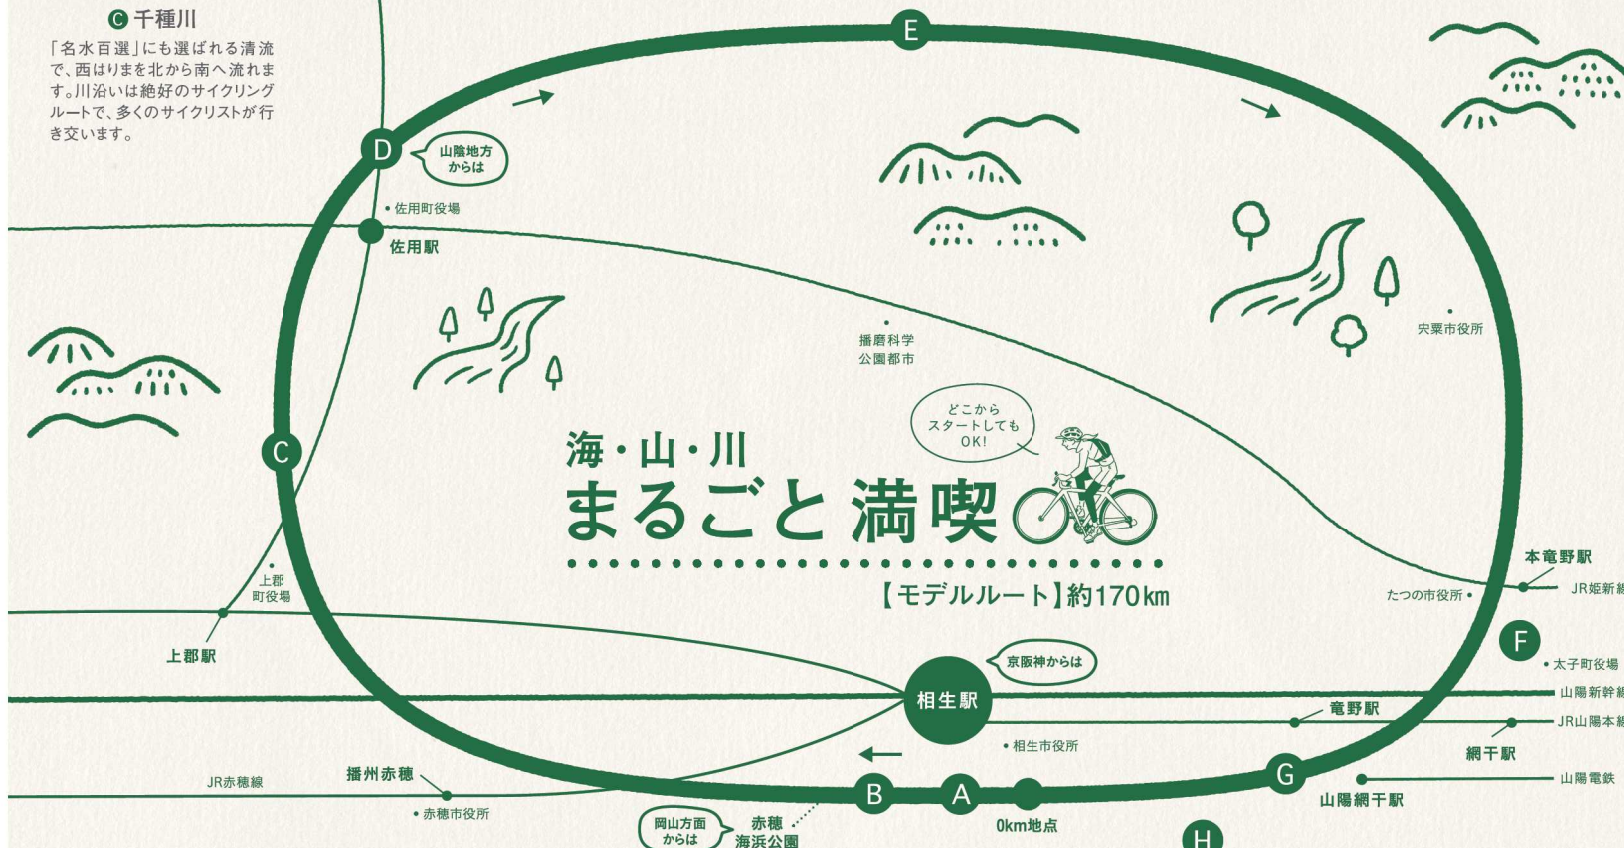 C 千種川
「名水百選」にも選ばれる清流
で、西はりまを北から南へ流れま
す。川沿いは絶好のサイクリング
ルートで、多くのサイクリストが行
き交います。
E
D
山陰地方
からは
佐用町役場
佐用駅
播磨科学
公園都市
宍粟市役所
どこから
スタートしても
OK!
C
海・山・川
まるごと満喫
【モデルルート】約170km
上郡
町役場
上郡駅
本竜野駅
JR姫新線
たつの市役所
F
太子町役場
京阪神からは
相生駅
山陽新幹線
竜野駅
JR山陽本線
網干駅
相生市役所
JR赤穂線
播州赤穂
赤穂市役所
B
A
0km地点
G
山陽電鉄
山陽網干駅
岡山方面
からは
赤穂
海浜公園
H